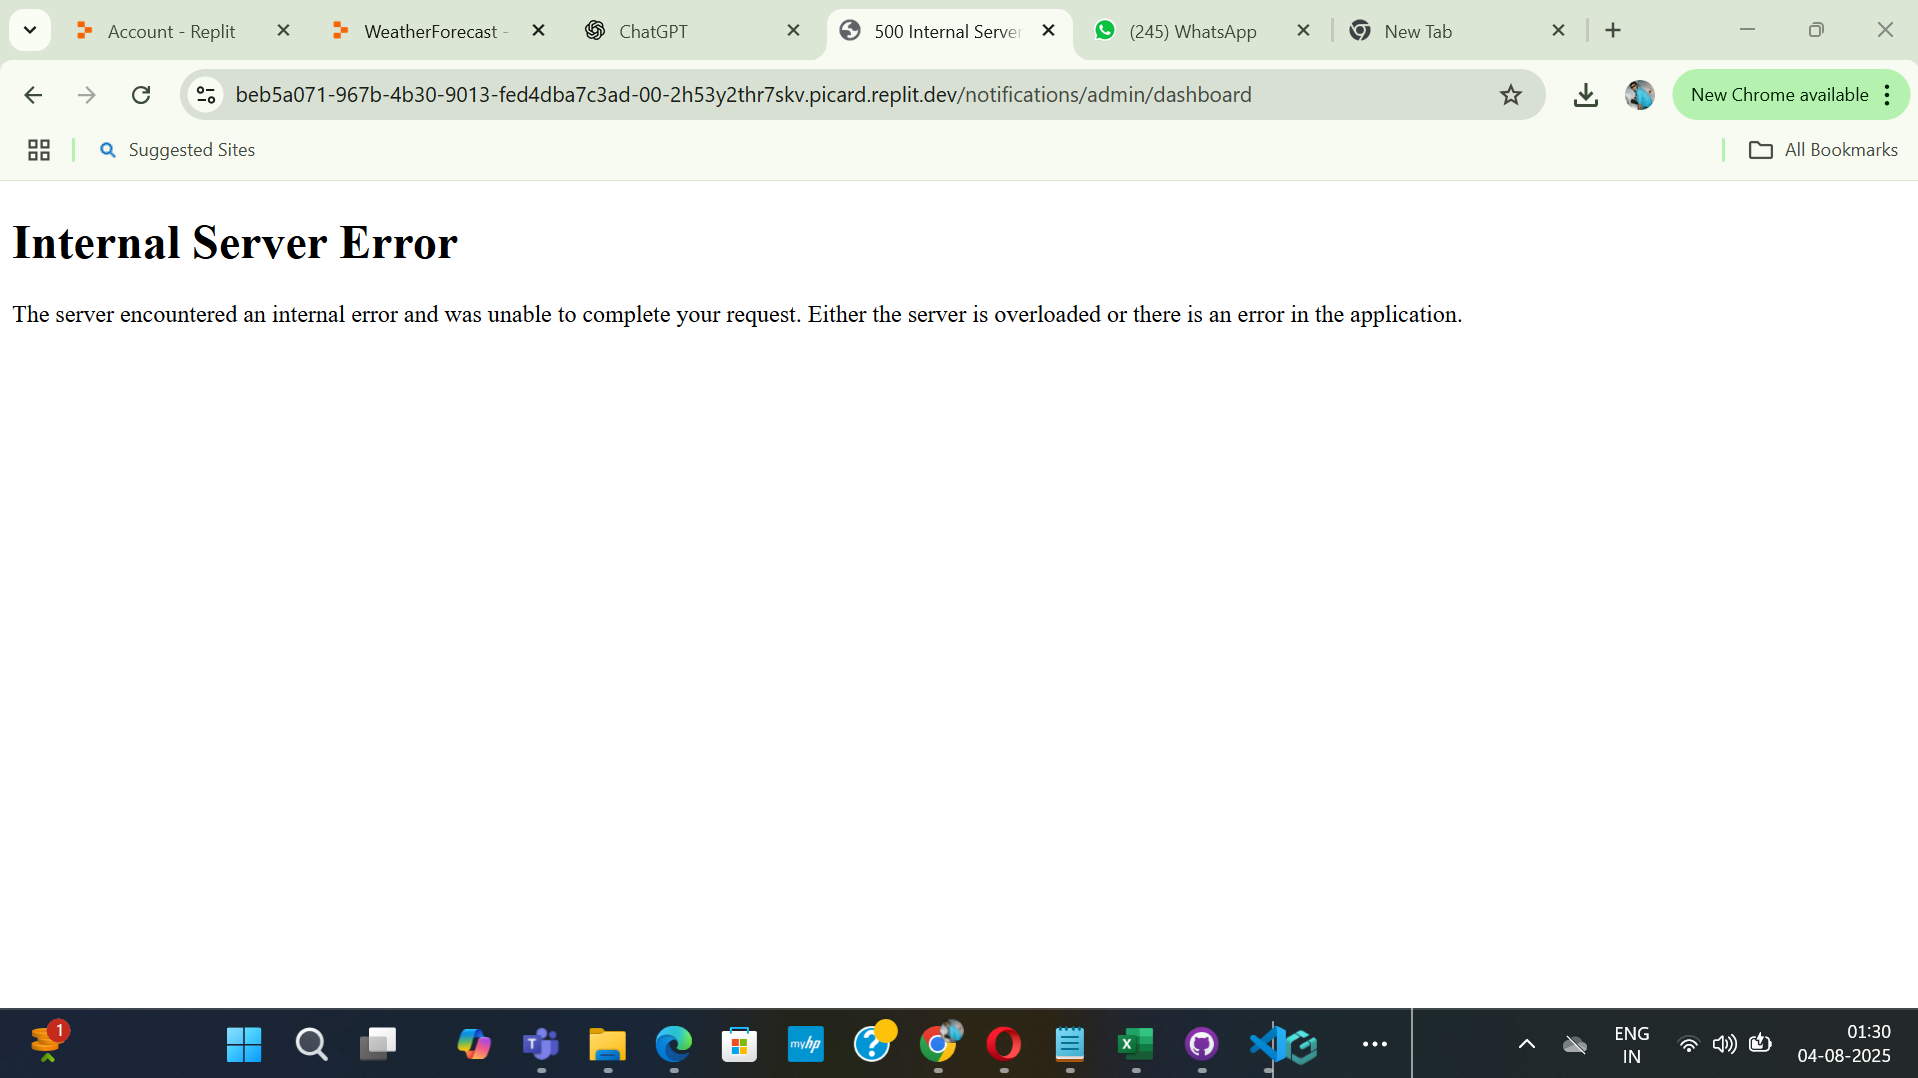 Account - Replit
WeatherForecast -
ChatGPT
500 Internal Server
(245) WhatsApp
New Tab
beb5a071-967b-4b30-9013-fed4dba7c3ad-00-2h53y2thr7skv.picard.replit.dev/notifications/admin/dashboard
New Chrome available
Suggested Sites
All Bookmarks
Internal Server Error
The server encountered an internal error and was unable to complete your request. Either the server is overloaded or there is an error in the application.
1
T
myhp
?
X
ENG
IN
01:30
04-08-2025